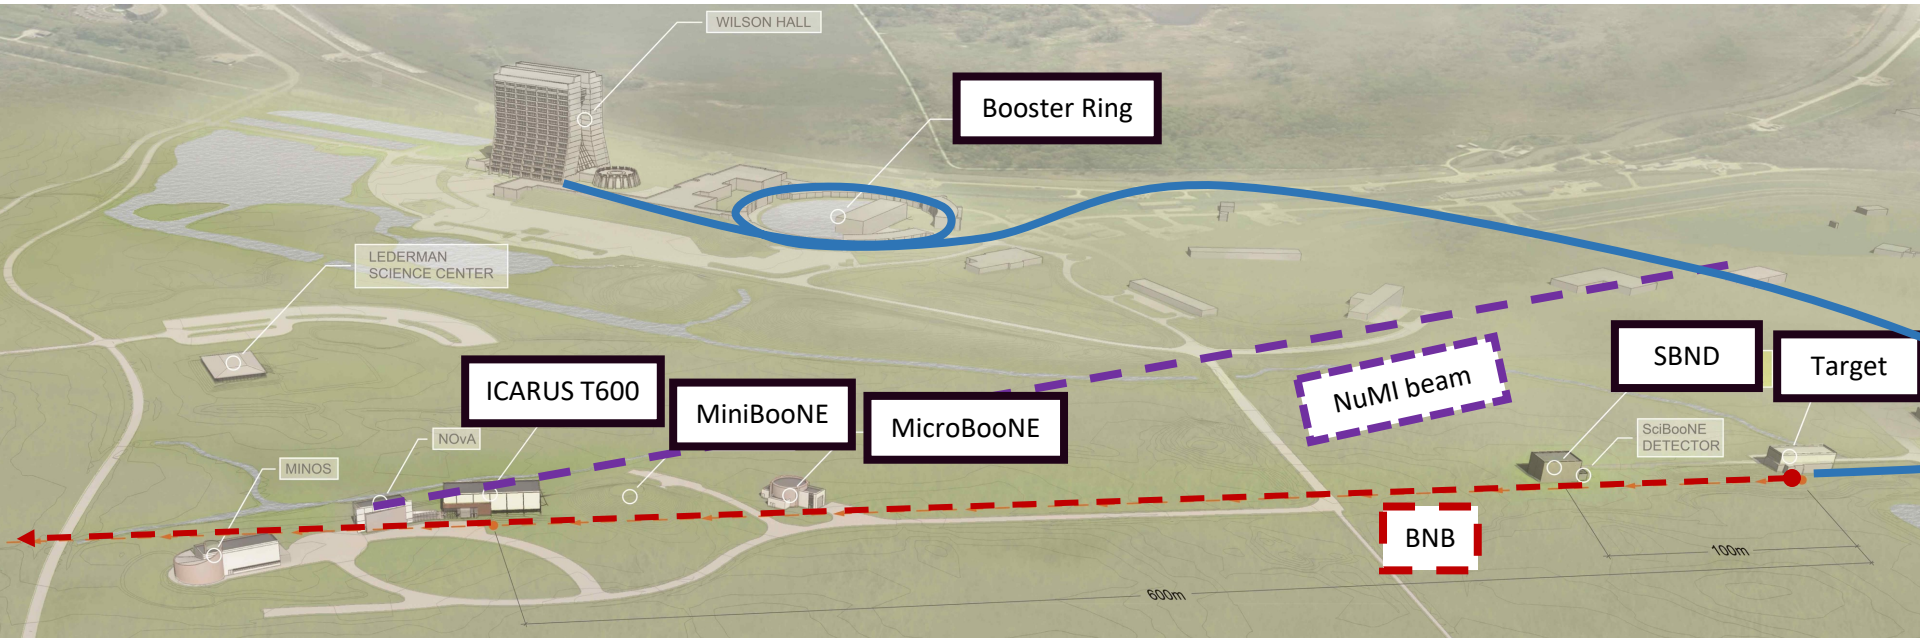 WILSON HALL
Booster Ring
LEDERMAN
SCIENCE CENTER
ICARUS T600
MiniBooNE
MicroBooNE
NuMI beam
SBND
Target
NOvA
MINOS
SciBooNE
DETECTOR
BNB
100m
600m